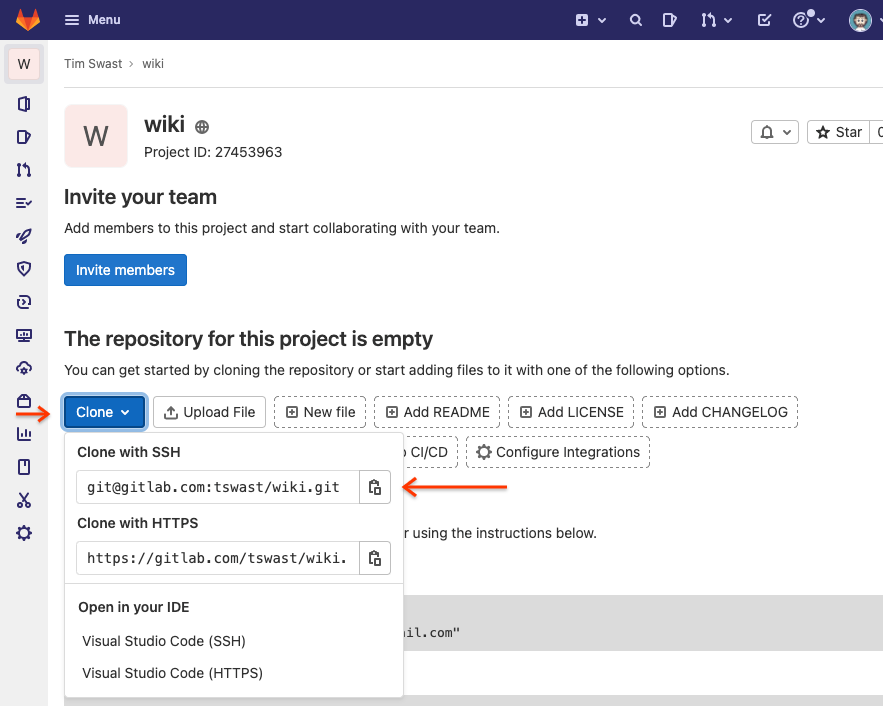 Menu
W
Tim Swast › wiki
W
wiki
Project ID: 27453963
Star
Invite your team
Add members to this project and start collaborating with your team.
Invite members
The repository for this project is empty
You can get started by cloning the repository or start adding files to it with one of the following options.
Clone
Upload File
New file
Add README
Add LICENSE
Add CHANGELOG
CI/CD
Configure Integrations
Clone with SSH
git@gitlab.com:tswast/wiki.git
Clone with HTTPS
https://gitlab.com/tswast/wiki.
using the instructions below.
Open in your IDE
ail.com"
Visual Studio Code (SSH)
Visual Studio Code (HTTPS)